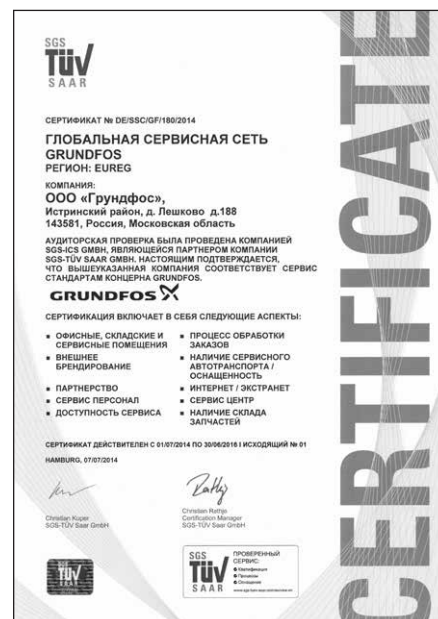 SGS
TÜV
SAAR
СЕРТИФИКАТ № DE/SSC/GF/180/2014
ГЛОБАЛЬНАЯ СЕРВИСНАЯ СЕТЬ
GRUNDFOS
РЕГИОН: EUREG
КОМПАНИЯ:
ООО «Грундфос»,
Истринский район, д. Лешково д.188
143581, Россия, Московская область
АУДИТОРСКАЯ ПРОВЕРКА БЫЛА ПРОВЕДЕНА КОМПАНИЕЙ
SGS-ICS GMBH, ЯВЛЯЮЩЕЙСЯ ПАРТНЕРОМ КОМПАНИИ
SGS-TÜV SAAR GMBH. НАСТОЯЩИМ ПОДТВЕРЖДАЕТСЯ,
ЧТО ВЫШЕУКАЗАННАЯ КОМПАНИЯ СООТВЕТСТВУЕТ СЕРВИС
СТАНДАРТАМ КОНЦЕРНА GRUNDFOS.
GRUNDFOS
СЕРТИФИКАЦИЯ ВКЛЮЧАЕТ В СЕБЯ СЛЕДУЮЩИЕ АСПЕКТЫ:
ОФИСНЫЕ, СКЛАДСКИЕ И
СЕРВИСНЫЕ ПОМЕЩЕНИЯ
ВНЕШНЕЕ
БРЕНДИРОВАНИЕ
ПАРТНЕРСТВО
СЕРВИС ПЕРСОНАЛ
ДОСТУПНОСТЬ СЕРВИСА
ПРОЦЕСС ОБРАБОТКИ
ЗАКАЗОВ
НАЛИЧИЕ СЕРВИСНОГО
АВТОТРАНСПОРТА /
ОСНАЩЕННОСТЬ
ИНТЕРНЕТ / ЭКСТРАНЕТ
СЕРВИС ЦЕНТР
НАЛИЧИЕ СКЛАДА
ЗАПЧАСТЕЙ
СЕРТИФИКАТ ДЕЙСТВИТЕЛЕН С 01/07/2014 ПО 30/06/2016 I ИСХОДЯЩИЙ № 01
HAMBURG, 07/07/2014
Christian Kuper
SGS-TÜV Saar GmbH
Christian Rethje
Certification Manager
SGS-TÜV Saar GmbH
TÜV
SGS
TÜV
SAAR
ПРОВЕРЕННЫЙ
СЕРВИС:
Квалификация
Процессы
Оснащение
CERTIFICATE